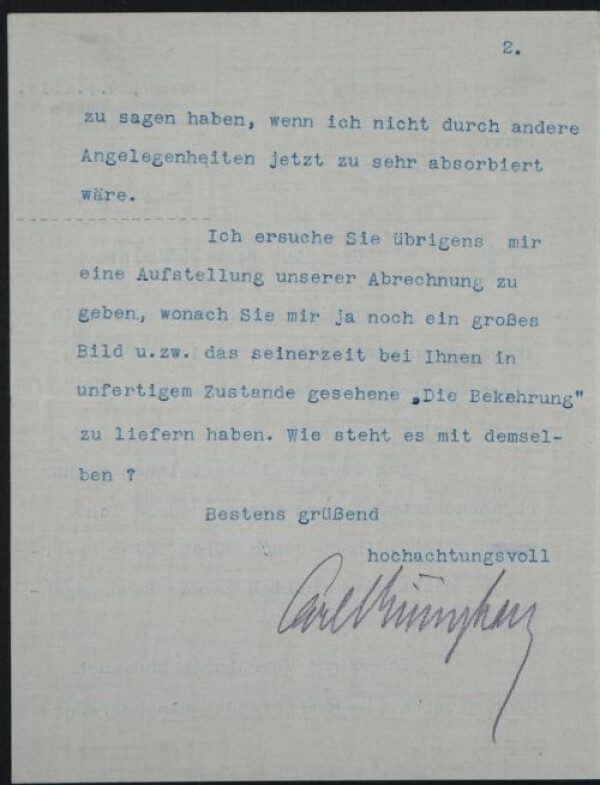 2.
zu sagen haben, wenn ich nicht durch andere
Angelegenheiten jetzt zu sehr absorbiert
wäre.
Ich ersuche Sie übrigens mir
eine Aufstellung unserer Abrechnung zu
geben, wonach Sie mir ja noch ein großes
Bild u.zw. das seinerzeit bei Ihnen in
unfertigem Zustande gesehene „Die Bekehrung"
zu liefern haben. Wie steht es mit demsel-
ben ?
Bestens grüßend
hochachtungsvoll
Carl